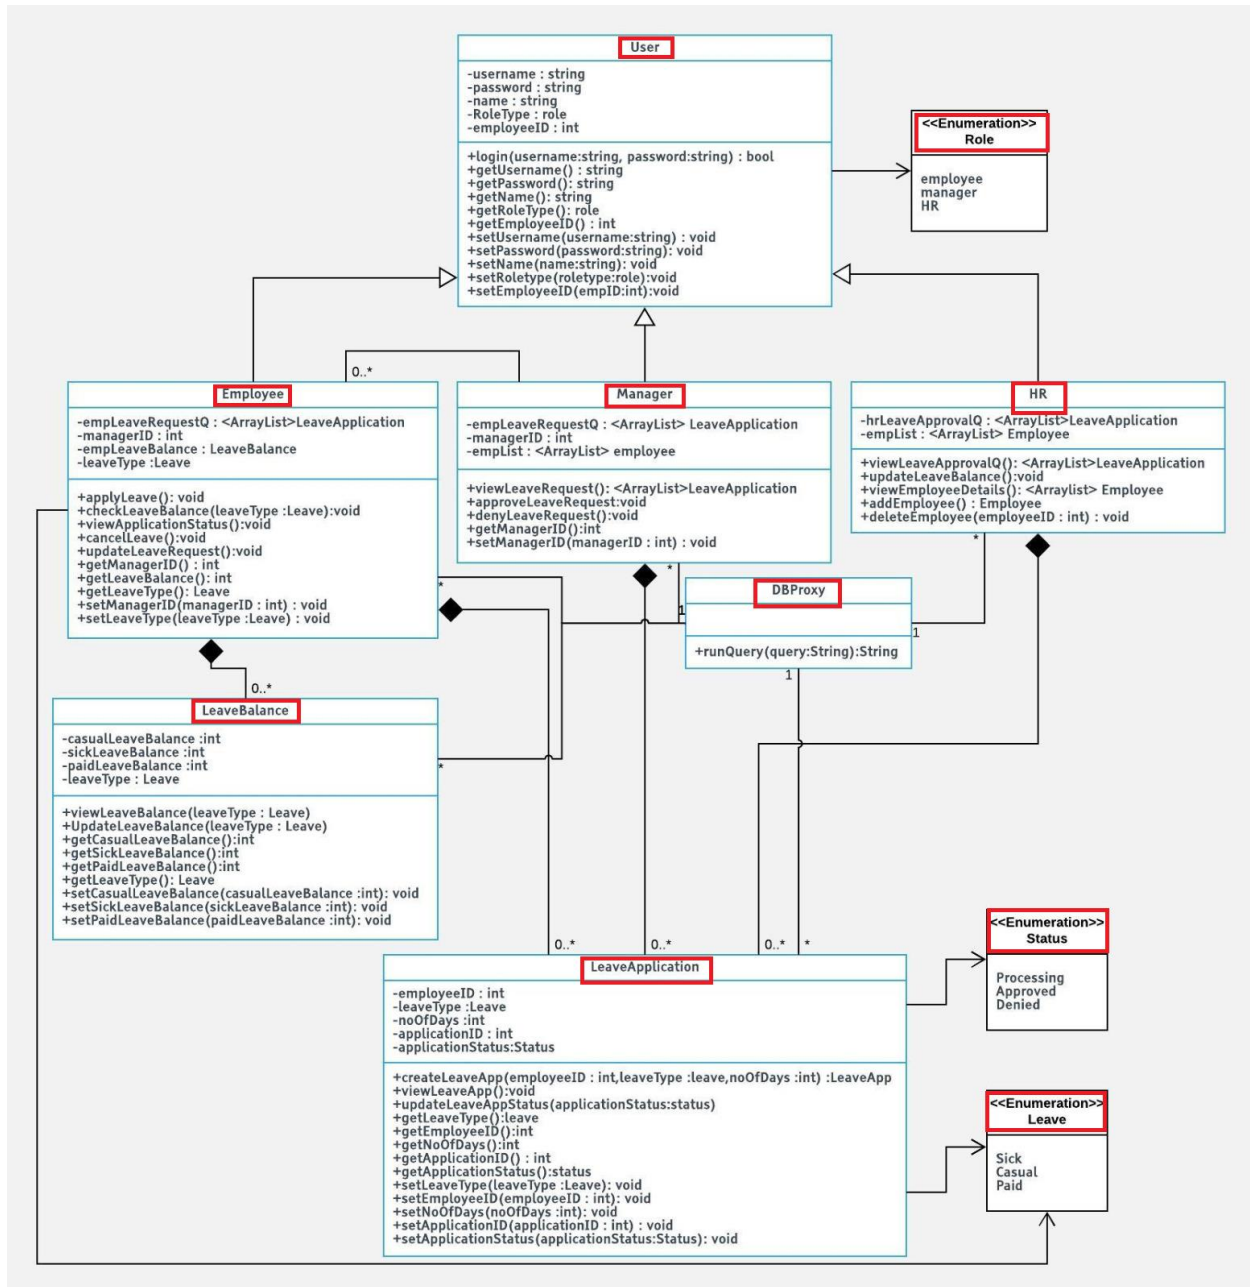 User
-username : string
-password : string
-name : string
-RoleType : role
-employeeID : int
+login(username:string, password:string) : bool
+getUsername() : string
+getPassword(): string
+getName(): string
+getRoleType(): role
+getEmployeeID() : int
+setUsername(username:string) : void
+setPassword(password:string): void
+setName(name:string): void
+setRoletype(roletype:role):void
+setEmployeeID(empID:int):void
<<Enumeration>>
Role
employee
manager
HR
0..*
Employee
-empLeaveRequestQ : <ArrayList>LeaveApplication
-managerID : int
-empLeaveBalance : LeaveBalance
-leaveType :Leave
+applyLeave(): void
+checkLeaveBalance(leaveType :Leave):void
+viewApplicationStatus():void
+cancelLeave():void
+updateLeaveRequest():void
+getManagerID() : int
+getLeaveBalance(): int
+getLeaveType(): Leave
+setManagerID(managerID : int) : void
+setLeaveType(leaveType :Leave) : void
Manager
-empLeaveRequestQ : <ArrayList> LeaveApplication
-managerID : int
-empList : <ArrayList> employee
+viewLeaveRequest(): <ArrayList>LeaveApplication
+approveLeaveRequest:void
+denyLeaveRequest():void
+getManagerID():int
+setManagerID(managerID : int) : void
HR
-hrLeaveApprovalQ : <ArrayList>LeaveApplication
-empList : <ArrayList> Employee
+viewLeaveApprovalQ(): <ArrayList>LeaveApplication
+updateLeaveBalance():void
+viewEmployeeDetails(): <Arraylist> Employee
+addEmployee() : Employee
+deleteEmployee(employeeID : int) : void
*
*
*
DBProxy
+runQuery(query:String):String
1
1
1
0..*
LeaveBalance
-casualLeaveBalance :int
-sickLeaveBalance :int
-paidLeaveBalance :int
-leaveType : Leave
+viewLeaveBalance(leaveType : Leave)
+UpdateLeaveBalance(leaveType : Leave)
+getCasualLeaveBalance():int
+getSickLeaveBalance():int
+getPaidLeaveBalance():int
+getLeaveType(): Leave
+setCasualLeaveBalance(casualLeaveBalance :int): void
+setSickLeaveBalance(sickLeaveBalance :int): void
+setPaidLeaveBalance(paidLeaveBalance :int): void
*
0..*
0..*
0..*
*
LeaveApplication
-employeeID : int
-leaveType :Leave
-noOfDays :int
-applicationID : int
-applicationStatus:Status
+createLeaveApp(employeeID : int,leaveType :leave,noOfDays :int) :LeaveApp
+viewLeaveApp():void
+updateLeaveAppStatus(applicationStatus:status)
+getLeaveType():leave
+getEmployeeID():int
+getNoOfDays():int
+getApplicationID() : int
+getApplicationStatus():status
+setLeaveType(leaveType :Leave): void
+setEmployeeID(employeeID : int): void
+setNoOfDays(noOfDays :int): void
+setApplicationID(applicationID : int) : void
+setApplicationStatus(applicationStatus:Status): void
<<Enumeration>>
Status
Processing
Approved
Denied
<<Enumeration>>
Leave
Sick
Casual
Paid